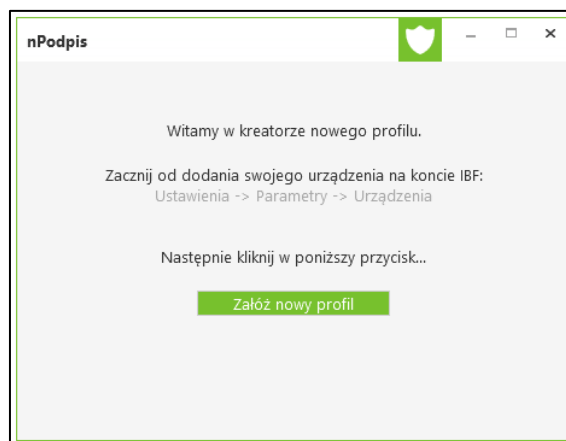 nPodpis
Witamy w kreatorze nowego profilu.
Zacznij od dodania swojego urządzenia na koncie IBF:
Ustawienia -> Parametry -> Urządzenia
Następnie kliknij w poniższy przycisk...
Załóż nowy profil